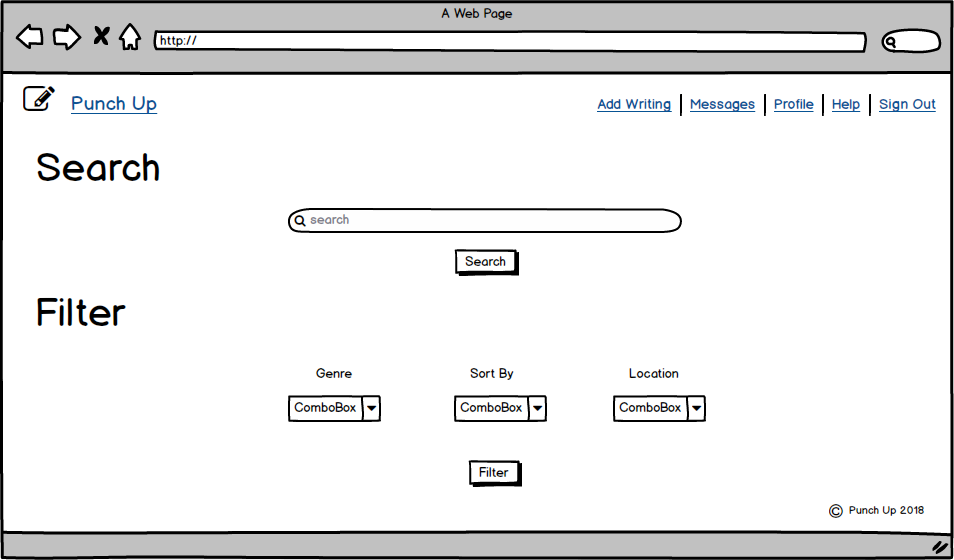 A Web Page
http://
Punch Up
Add Writing Messages Profile Help Sign Out
Search
search
Search
Filter
Genre Sort By Location
ComboBox ComboBox ComboBox
Filter
© Punch Up 2018